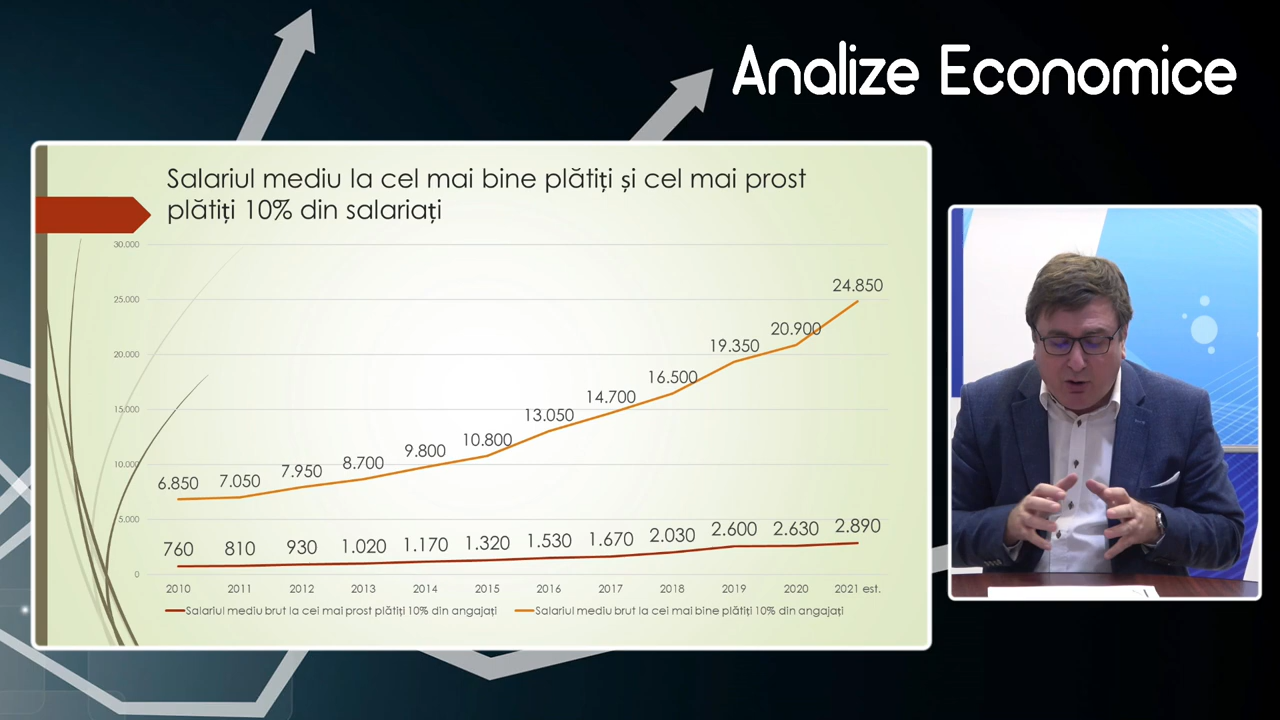 Analize Economice
Salariul mediu la cel mai bine plătiți și cel mai prost
plătiți 10% din salariați
30.000
25.000
20.000
15.000
10.000
5.000
0
6.850 7.050 7.950 8.700 9.800 10.800 13.050 14.700 16.500 19.350 20.900 24.850
760 810 930 1.020 1.170 1.320 1.530 1.670 2.030 2.600 2.630 2.890
2010 2011 2012 2013 2014 2015 2016 2017 2018 2019 2020 2021 est.
Salariul mediu brut la cei mai prost plătiți 10% din angajați Salariul mediu brut la cei mai bine plătiți 10% din angajați